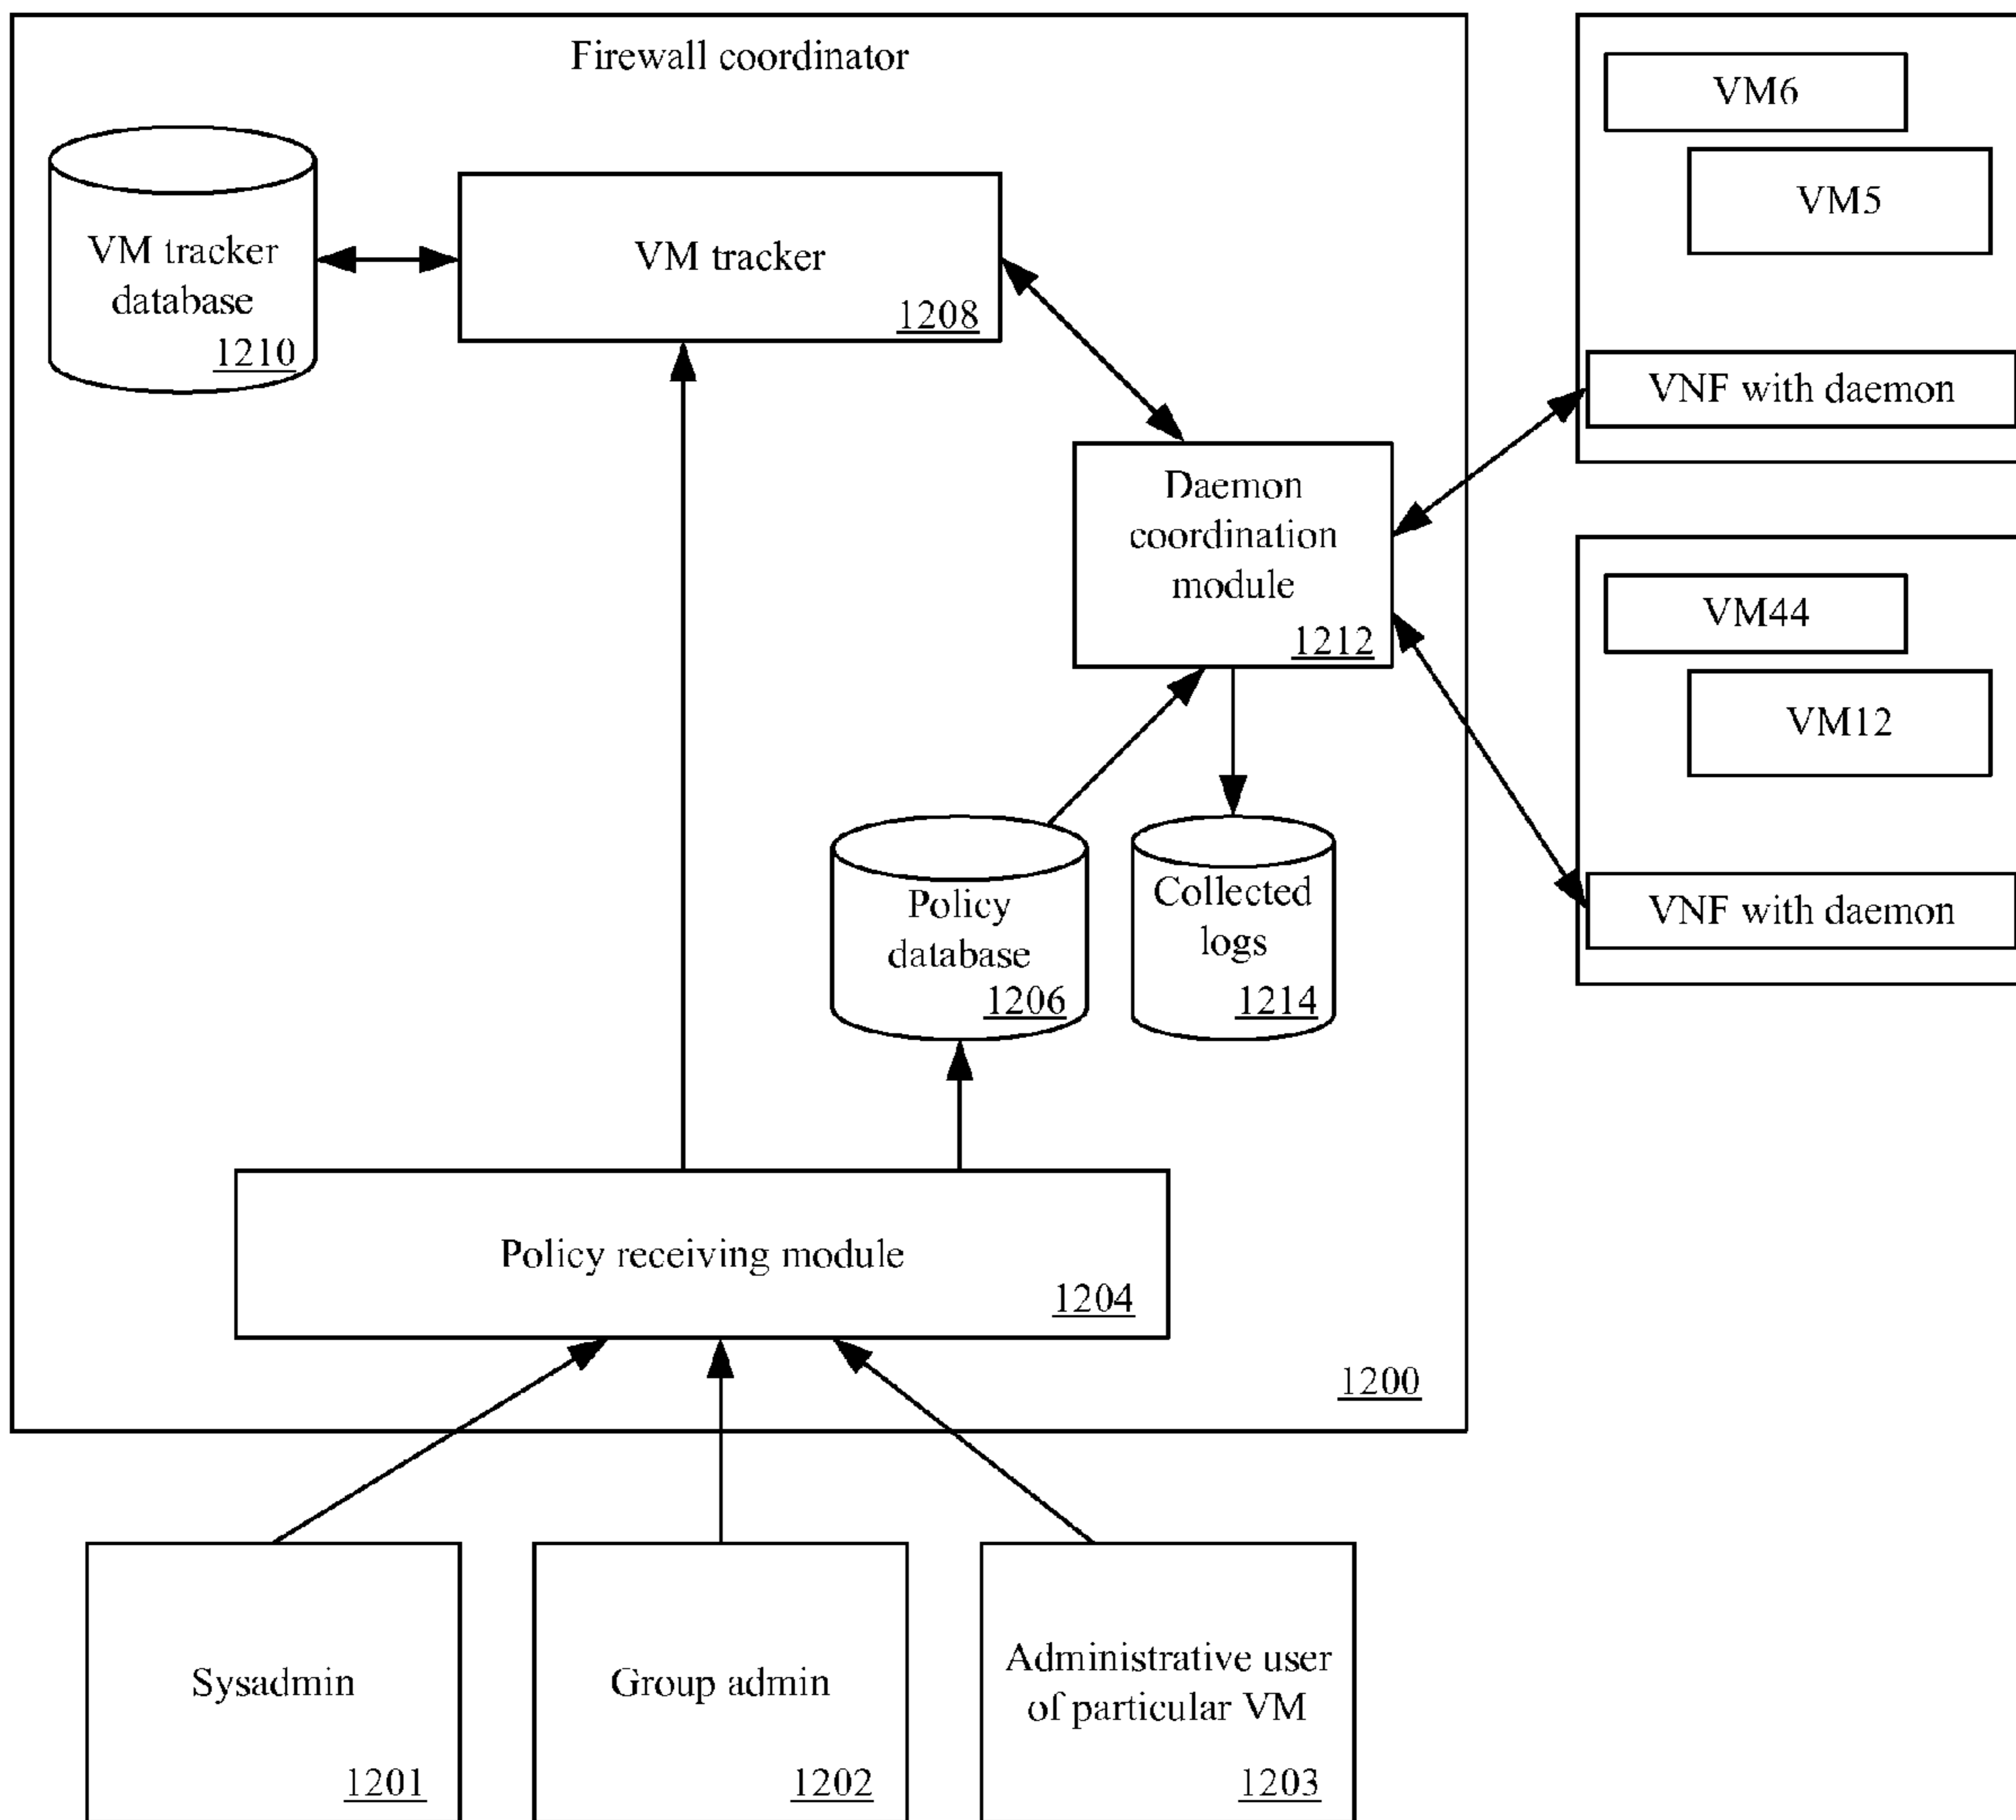 Firewall coordinator
VM tracker
database
1210
VM tracker
1208
Daemon
coordination
module
1212
Policy
database
1206
Collected
logs
1214
Policy receiving module
1204
1200
VM6
VM5
VNF with daemon
VM44
VM12
VNF with daemon
Sysadmin
1201
Group admin
1202
Administrative user
of particular VM
1203